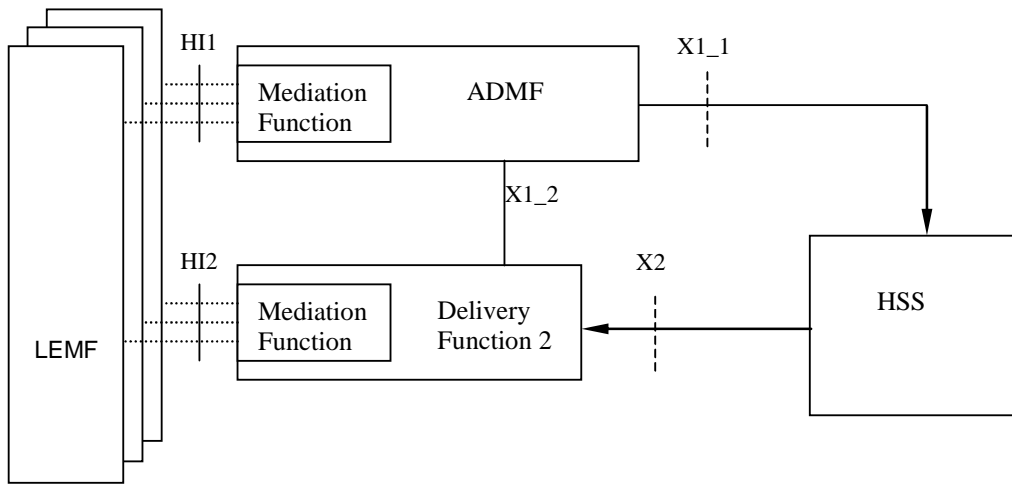 HI1
X1_1
Mediation
Function
ADMF
X1_2
HI2
X2
Mediation
Function
Delivery
Function 2
HSS
LEMF